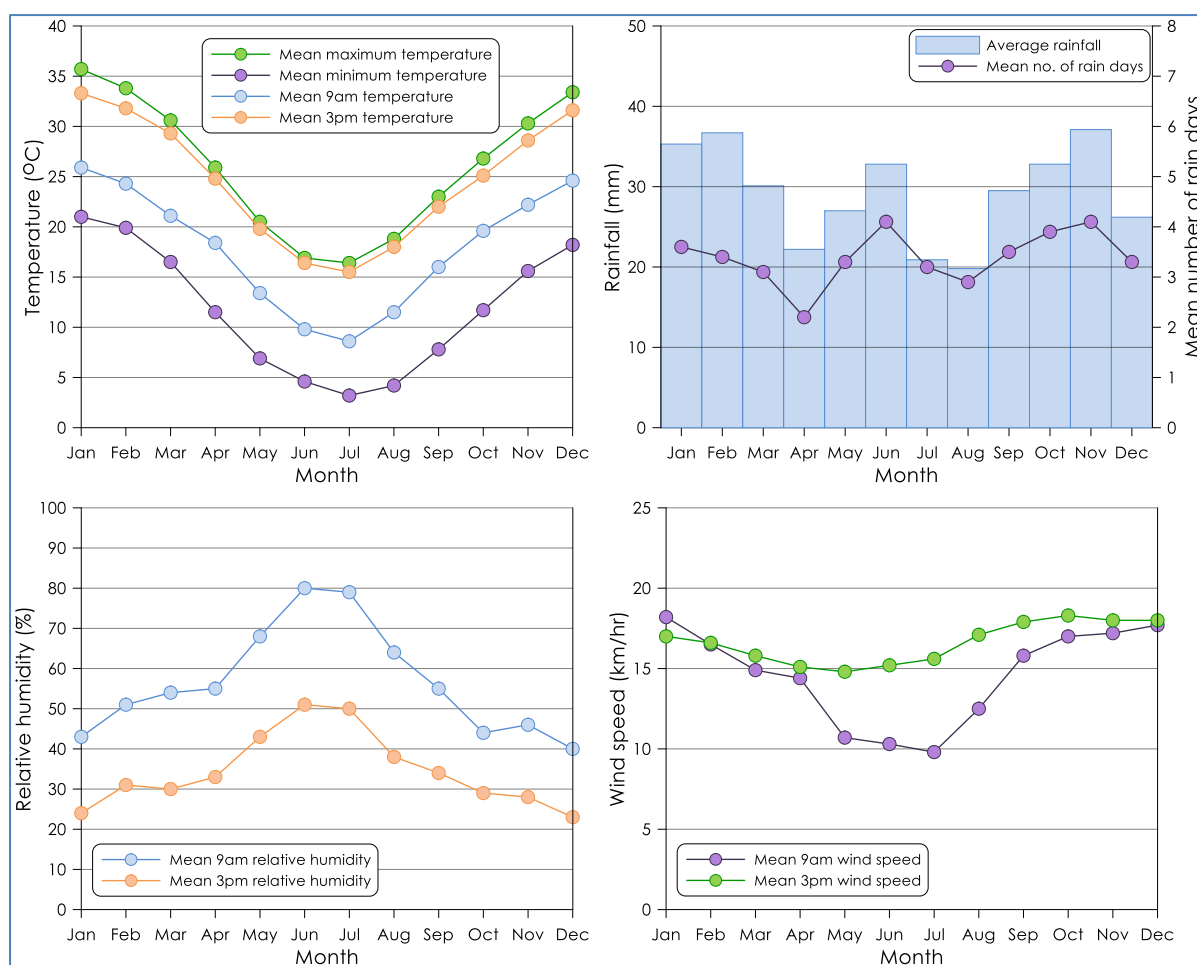 40
35
30
25
20
15
10
5
0
Temperature (OC)
Mean maximum temperature
Mean minimum temperature
Mean 9am temperature
Mean 3pm temperature
Jan Feb Mar Apr May Jun Jul Aug Sep Oct Nov Dec
Month
50
40
30
20
10
0
Rainfall (mm)
Average rainfall
Mean no. of rain days
8
7
6
5
4
3
2
1
0
Mean number of rain days
Jan Feb Mar Apr May Jun Jul Aug Sep Oct Nov Dec
Month
100
90
80
70
60
50
40
30
20
10
0
Relative humidity (%)
Mean 9am relative humidity
Mean 3pm relative humidity
Jan Feb Mar Apr May Jun Jul Aug Sep Oct Nov Dec
Month
25
20
15
10
5
0
Wind speed (km/hr)
Mean 9am wind speed
Mean 3pm wind speed
Jan Feb Mar Apr May Jun Jul Aug Sep Oct Nov Dec
Month